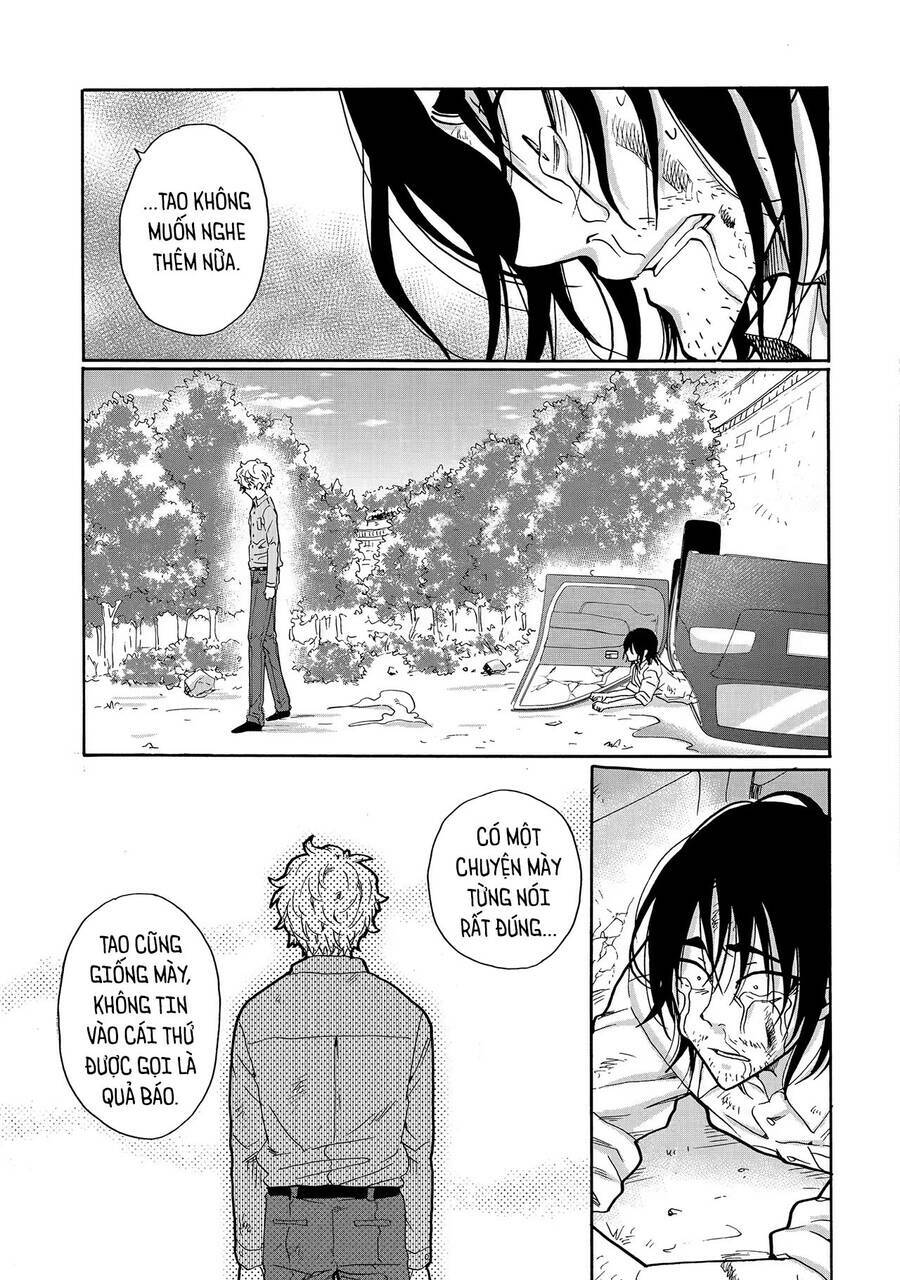 ...TAO KHÔNG
MUỐN NGHE
THÊM NỮA.
CÓ MỘT
CHUYỆN MÀY
TỪNG NÓI
RẤT ĐÚNG...
TAO CŨNG
GIỐNG MÀY,
KHÔNG TIN
VÀO CÁI THỨ
ĐƯỢC GỌI LÀ
QUẢ BÁO.